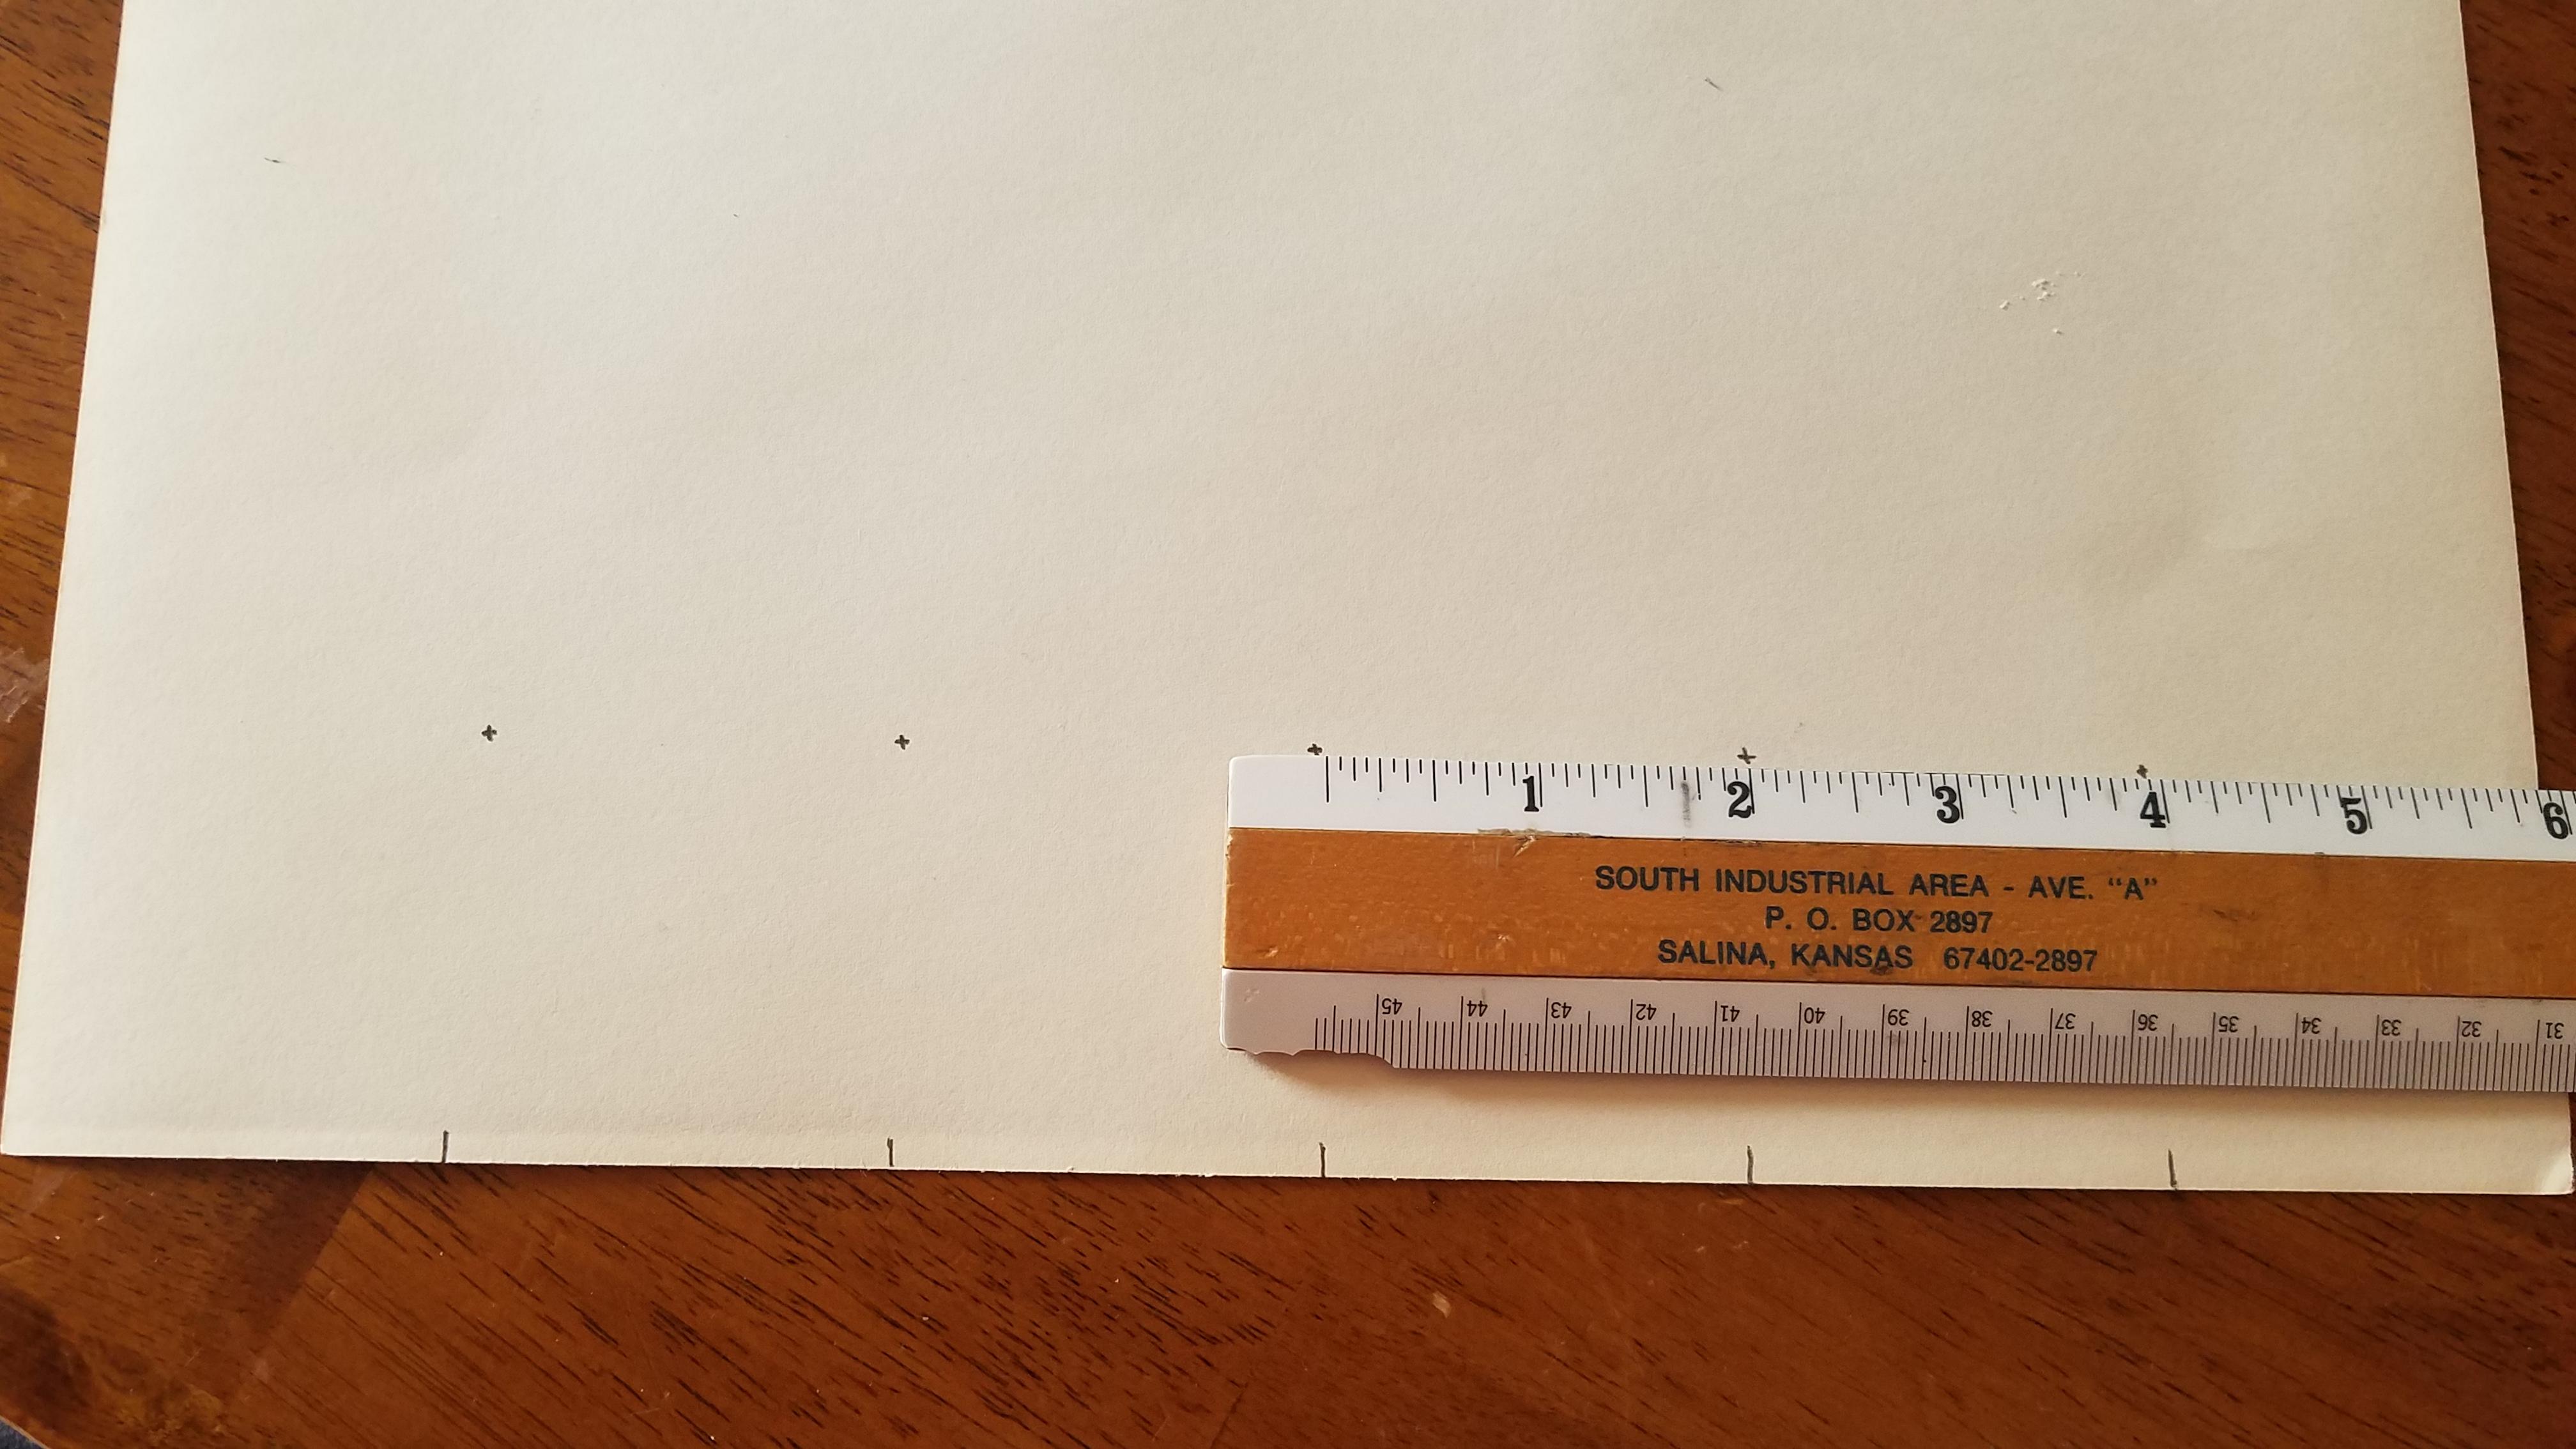 1 2 3 4 5 6
SOUTH INDUSTRIAL AREA - AVE. "A"
P. O. BOX 2897
SALINA, KANSAS 67402-2897
45 44 43 42 41 40 39 38 37 36 35 34 33 32 31